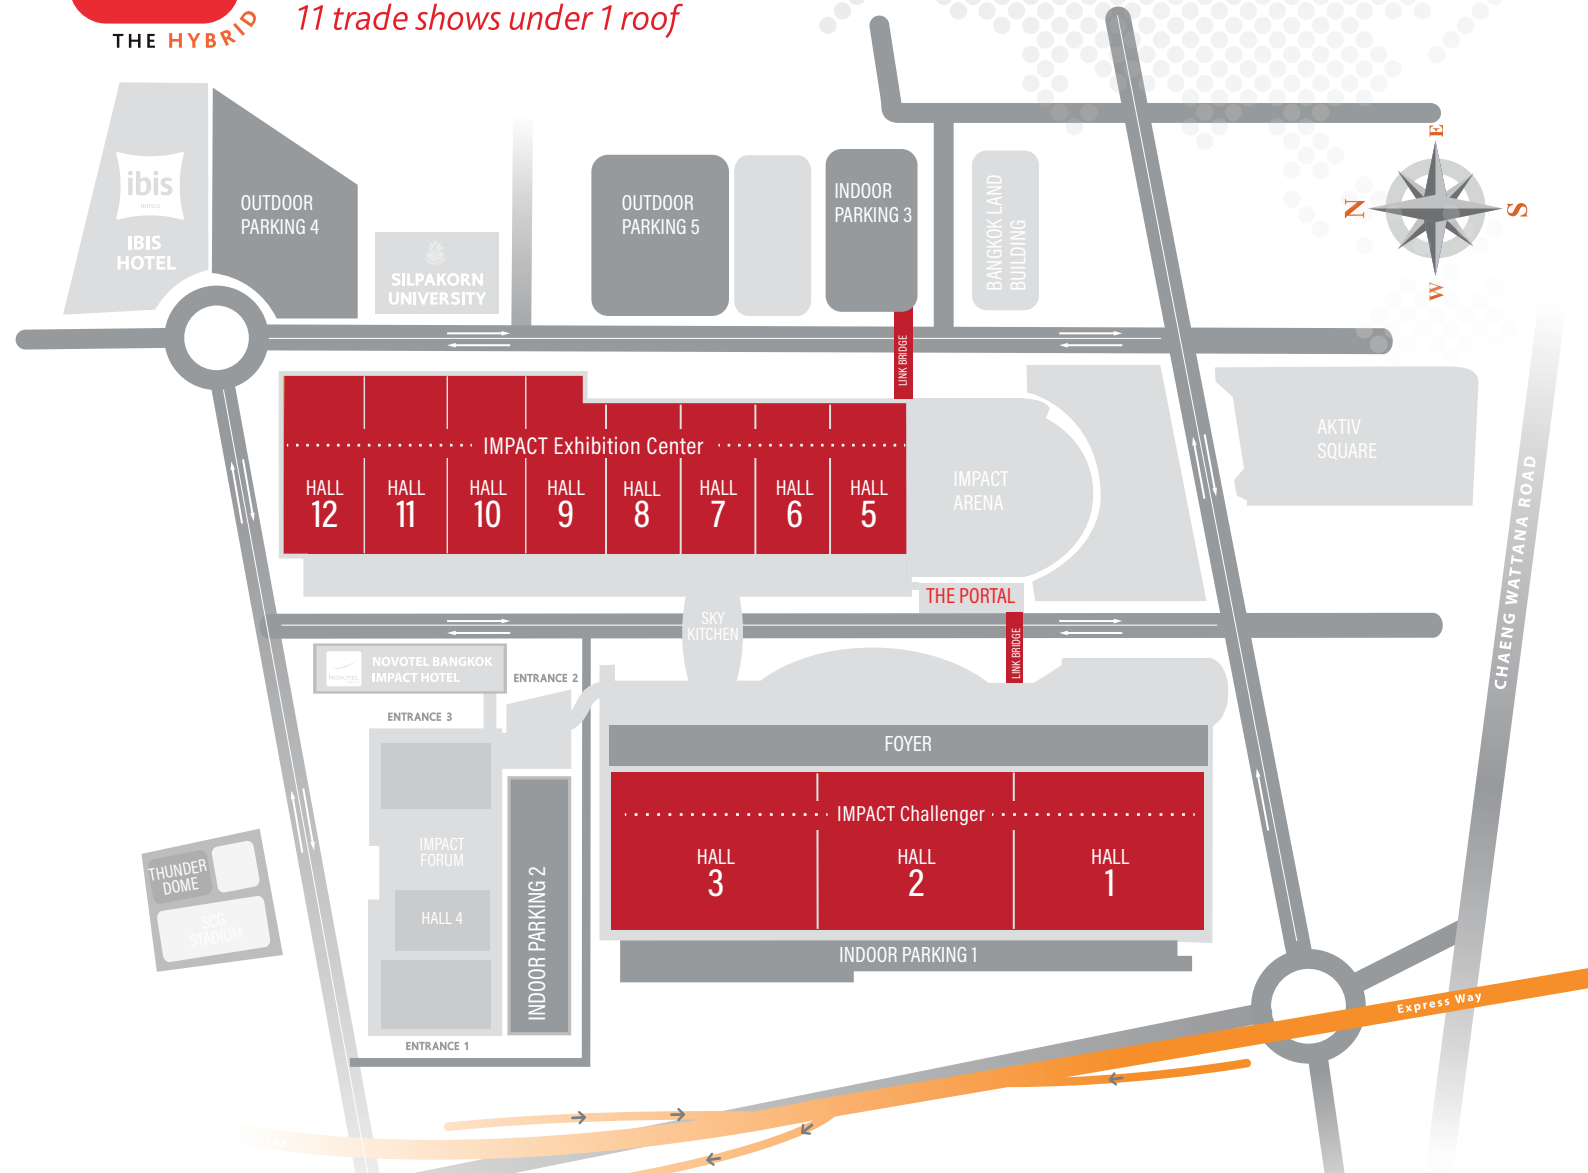 11 trade shows under 1 roof
THE HYBRID
E
N
S
W
ibis
HOTELS
IBIS
HOTEL
OUTDOOR
PARKING 4
SILPAKORN
UNIVERSITY
OUTDOOR
PARKING 5
INDOOR
PARKING 3
BANGKOK LAND
BUILDING
LINK BRIDGE
IMPACT Exhibition Center
HALL
12
HALL
11
HALL
10
HALL
9
HALL
8
HALL
7
HALL
6
HALL
5
IMPACT
ARENA
AKTIV
SQUARE
CHAENG WATTANA ROAD
THE PORTAL
SKY
KITCHEN
LINK BRIDGE
NOVOTEL
NOVOTEL BANGKOK
IMPACT HOTEL
ENTRANCE 2
ENTRANCE 3
FOYER
IMPACT Challenger
HALL
3
HALL
2
HALL
1
IMPACT
FORUM
HALL 4
INDOOR PARKING 2
INDOOR PARKING 1
THUNDER
DOME
SCG
STADIUM
ENTRANCE 1
Express Way